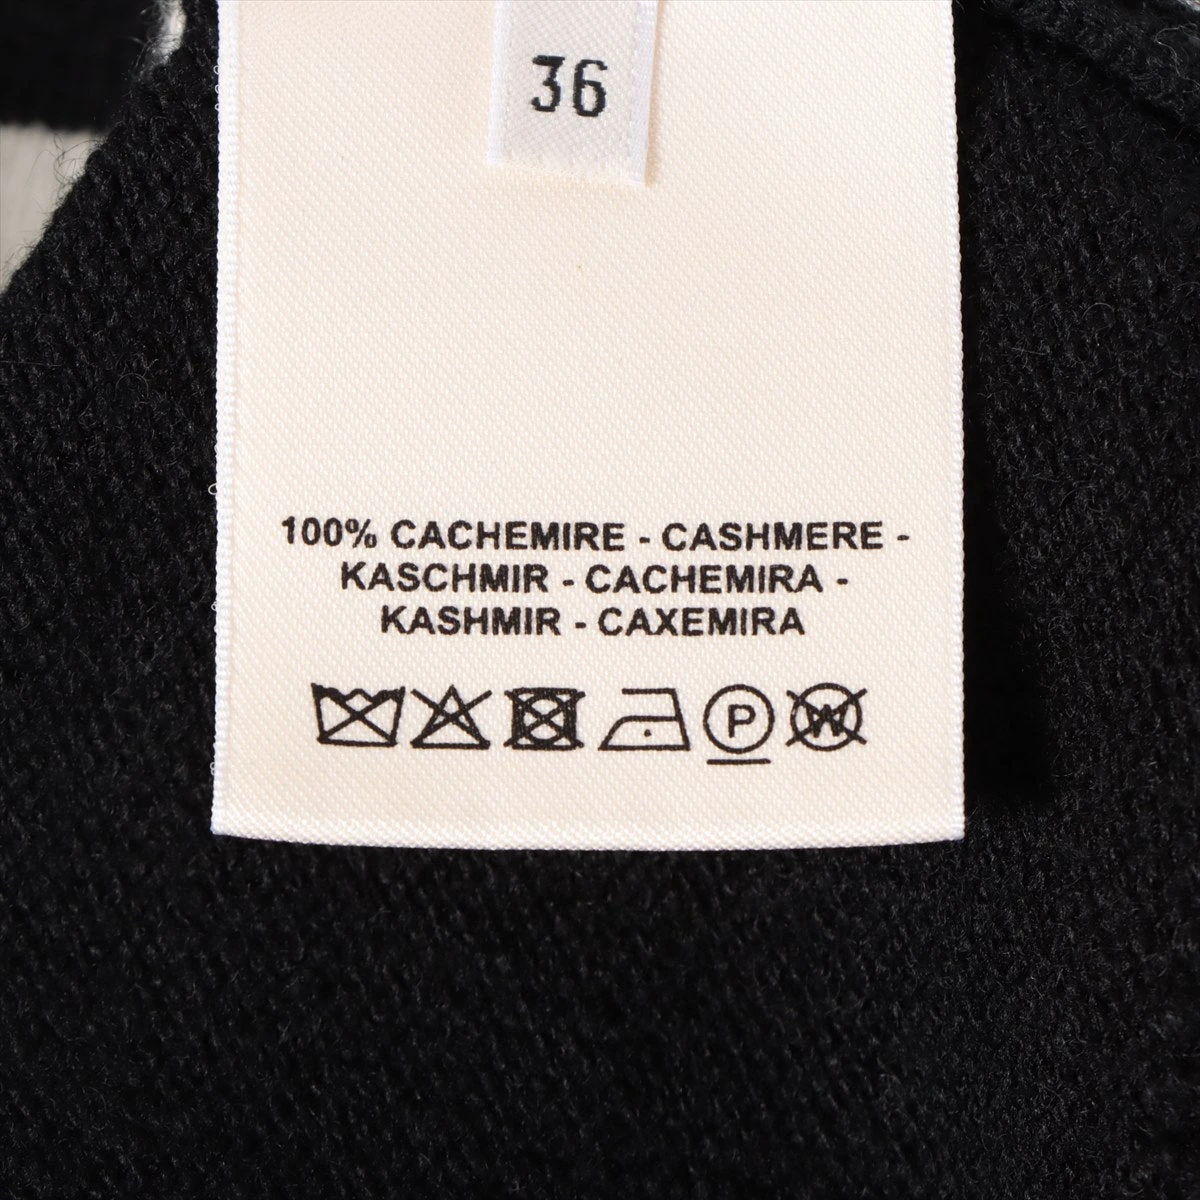 36
100% CACHEMIRE - CASHMERE -
KASCHMIR - CACHEMIRA -
KASHMIR - CAXEMIRA
P W